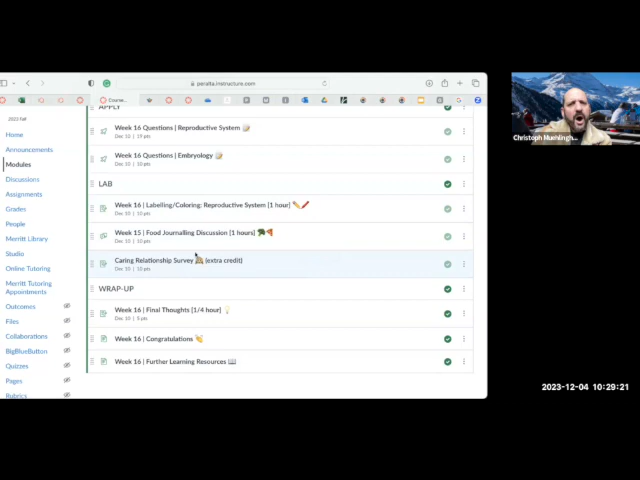 peralta.instructure.com
Course...
2023 Fall
Home
Announcements
Modules
Discussions
Assignments
Grades
People
Merritt Library
Studio
Online Tutoring
Merritt Tutoring
Appointments
Outcomes
Files
Collaborations
BigBlueButton
Quizzes
Pages
Rubrics
APPLY
Week 16 Questions | Reproductive System
Dec 10 | 19 pts
Week 16 Questions | Embryology
Dec 10 | 10 pts
LAB
Week 16 | Labelling/Coloring: Reproductive System [1 hour]
Dec 10 | 10 pts
Week 15 | Food Journalling Discussion [1 hours]
Dec 10 | 10 pts
Caring Relationship Survey (extra credit)
Dec 10 | 10 pts
WRAP-UP
Week 16 | Final Thoughts [1/4 hour]
Dec 10 | 5 pts
Week 16 | Congratulations
Week 16 | Further Learning Resources
Christoph Muehlingh...
2023-12-04 10:29:21